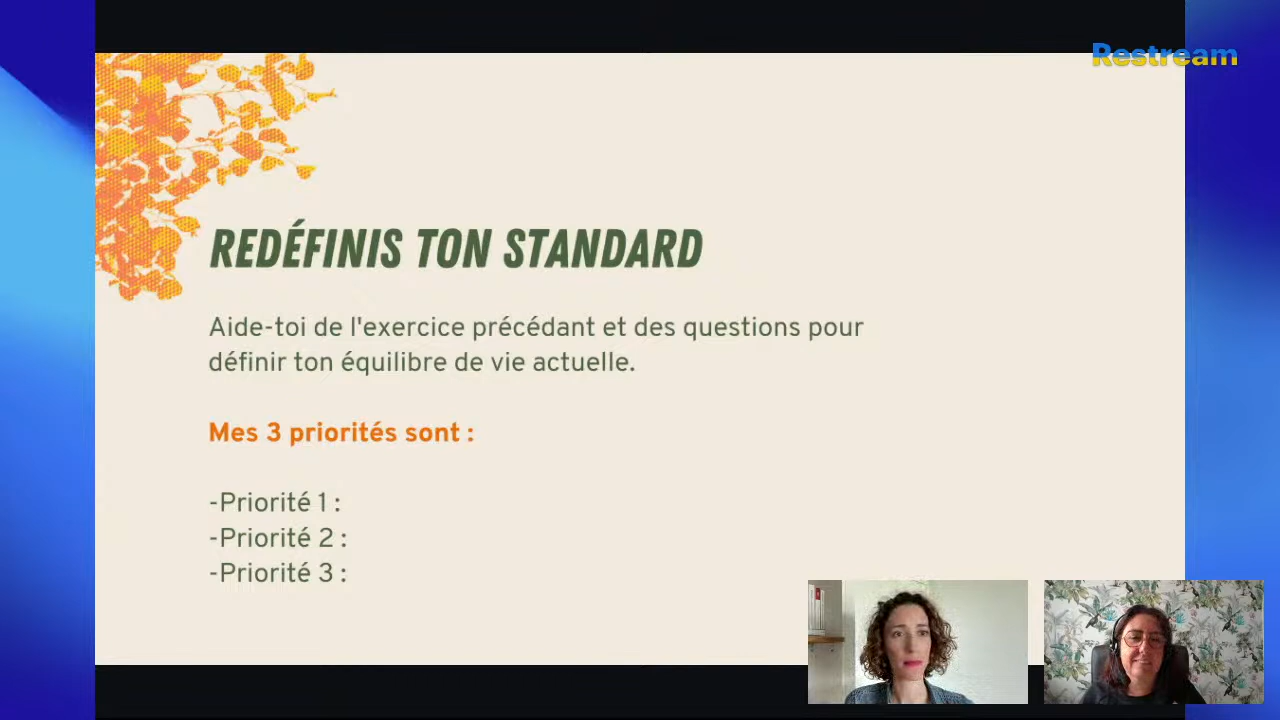 Restream
REDÉFINIS TON STANDARD
Aide-toi de l'exercice précédant et des questions pour
définir ton équilibre de vie actuelle.
Mes 3 priorités sont :
-Priorité 1 :
-Priorité 2 :
-Priorité 3 :